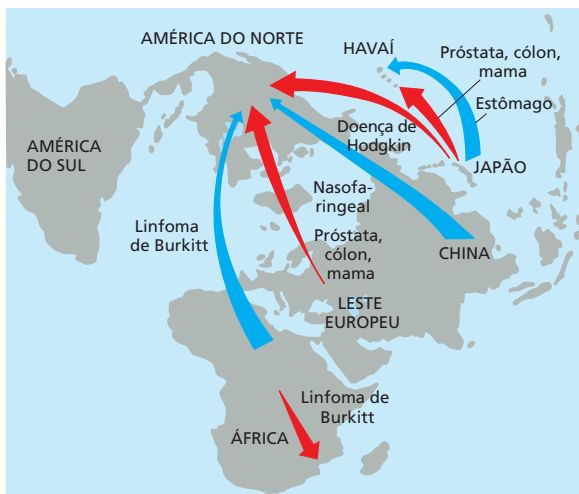 AMÉRICA DO NORTE
HAVAÍ
Próstata, cólon,
mama
Estômago
AMÉRICA
DO SUL
Doença de
Hodgkin
JAPÃO
Nasofa-
ringeal
Linfoma
de Burkitt
Próstata,
cólon,
mama
CHINA
LESTE
EUROPEU
Linfoma de
Burkitt
ÁFRICA